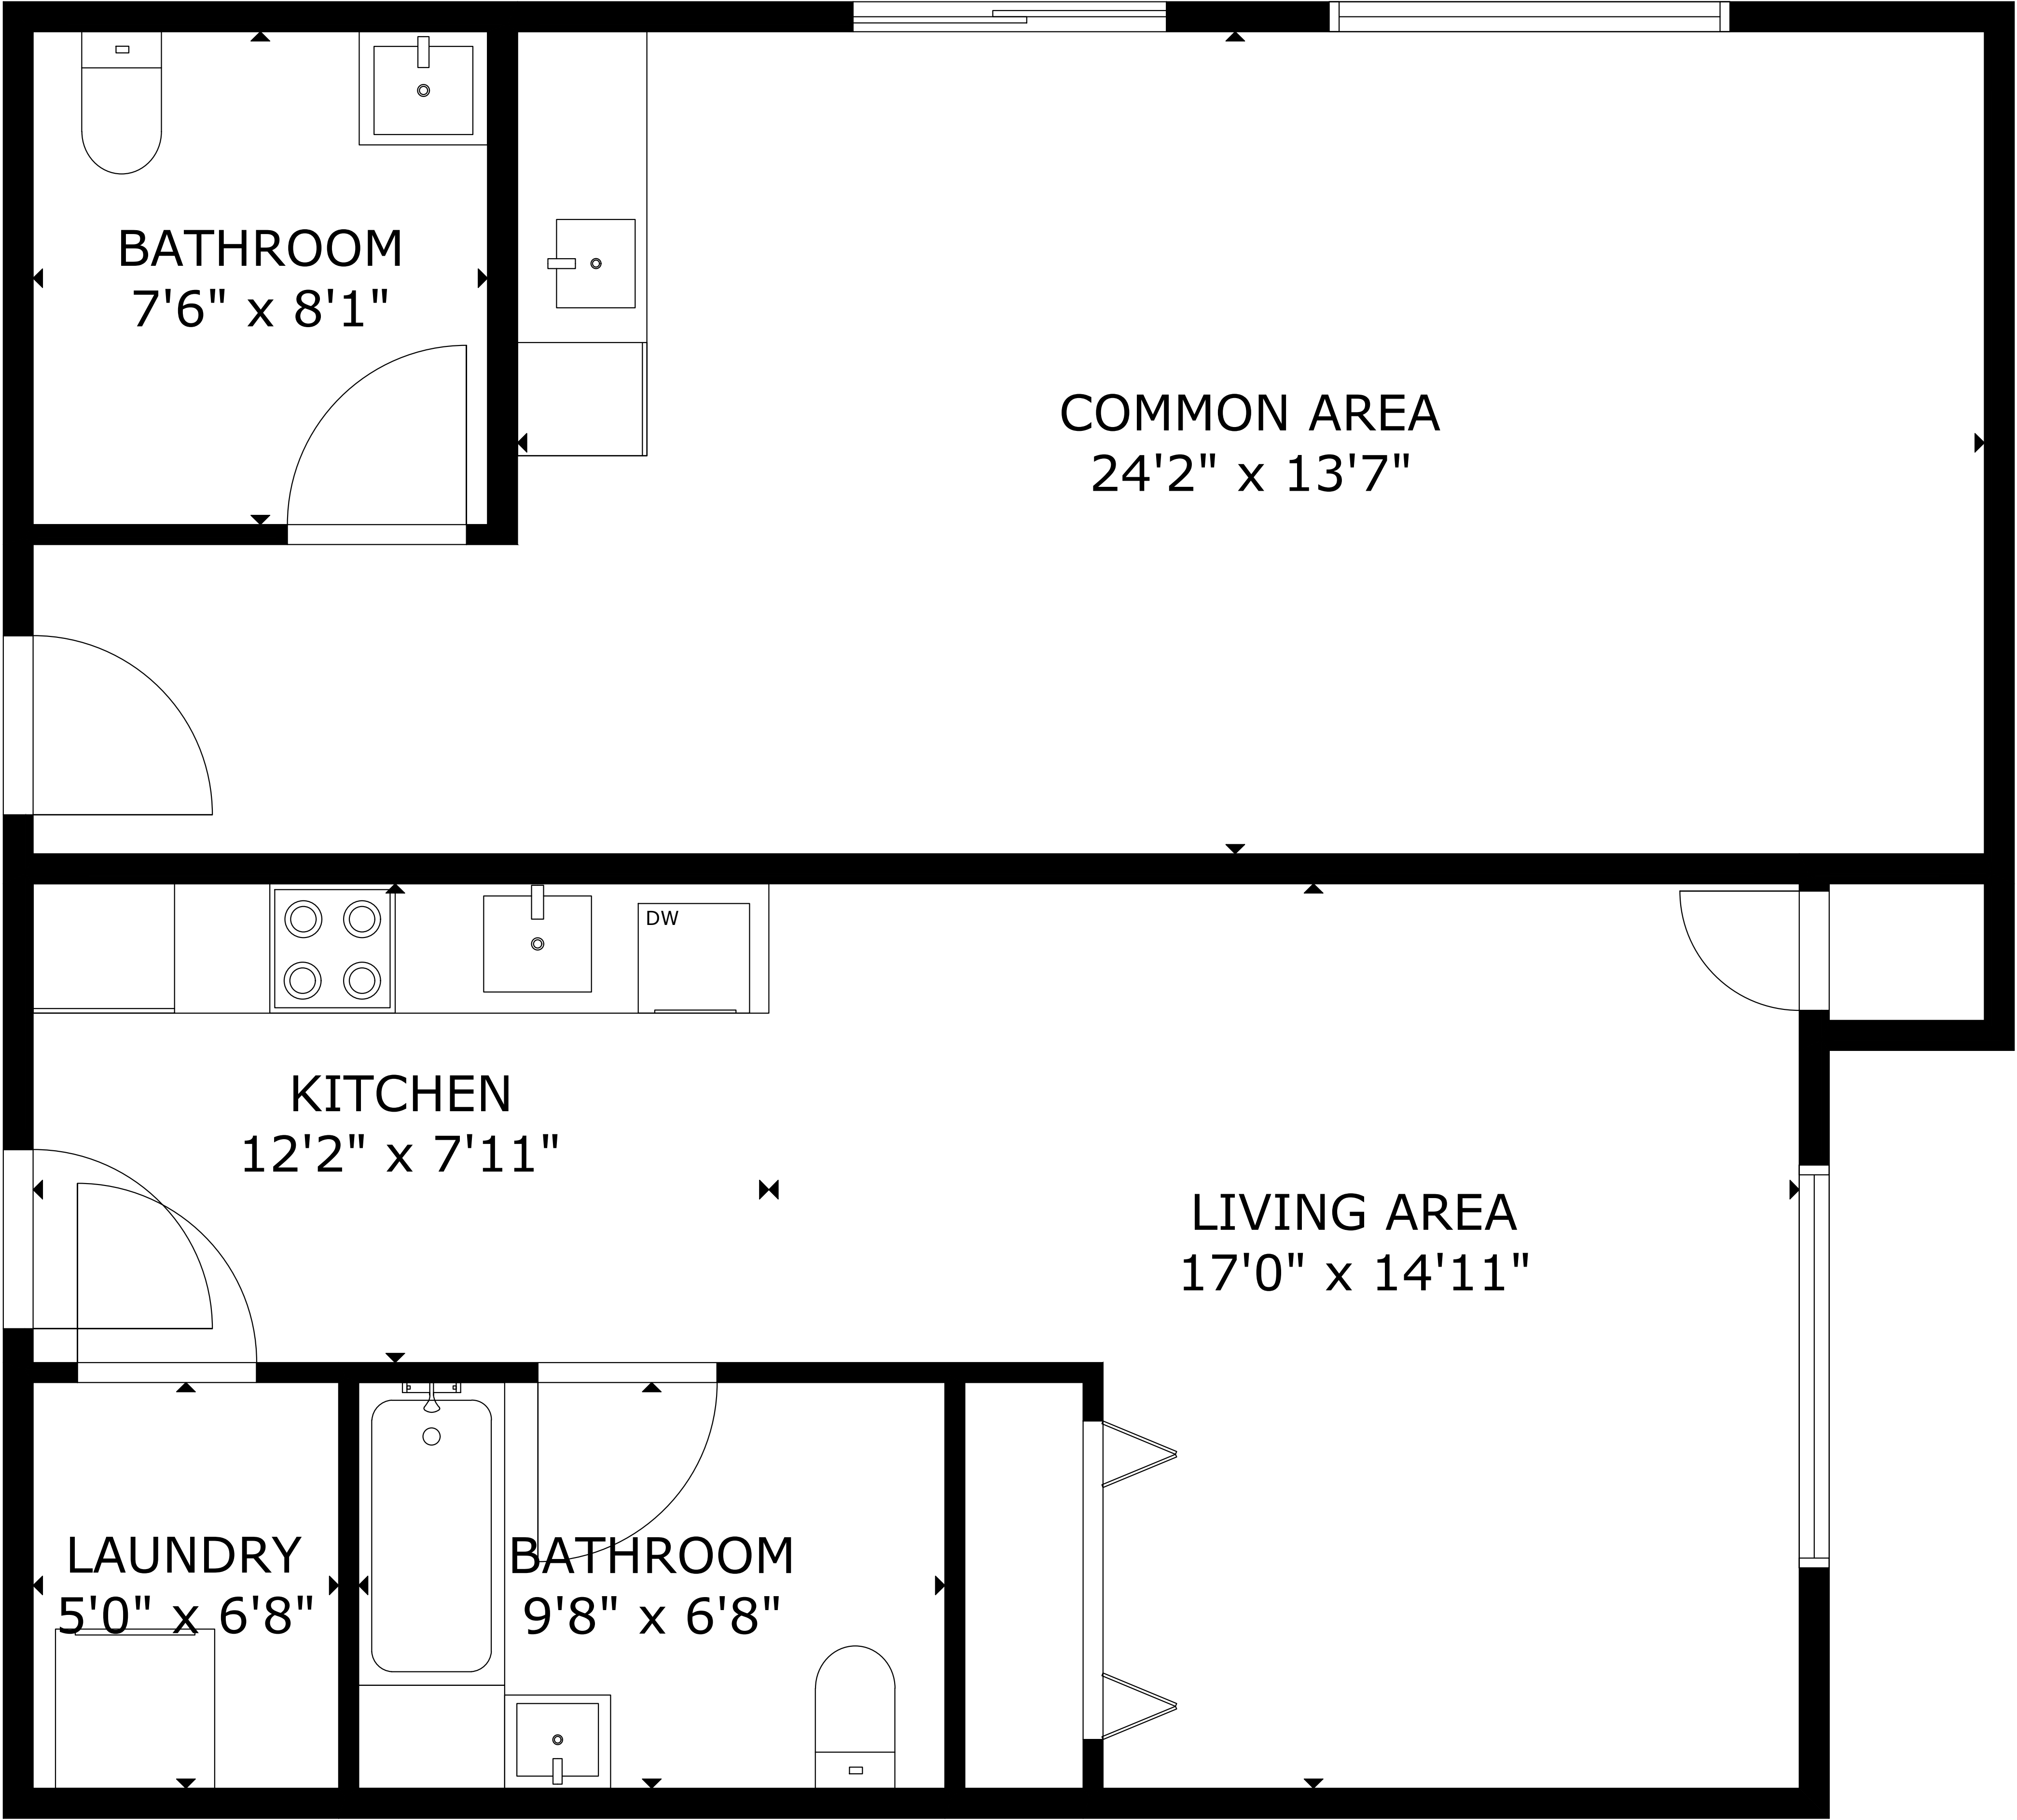 BATHROOM
7'6" x 8'1"
COMMON AREA
24'2" x 13'7"
DW
KITCHEN
12'2" x 7'11"
LIVING AREA
17'0" x 14'11"
LAUNDRY
5'0" x 6'8"
BATHROOM
9'8" x 6'8"